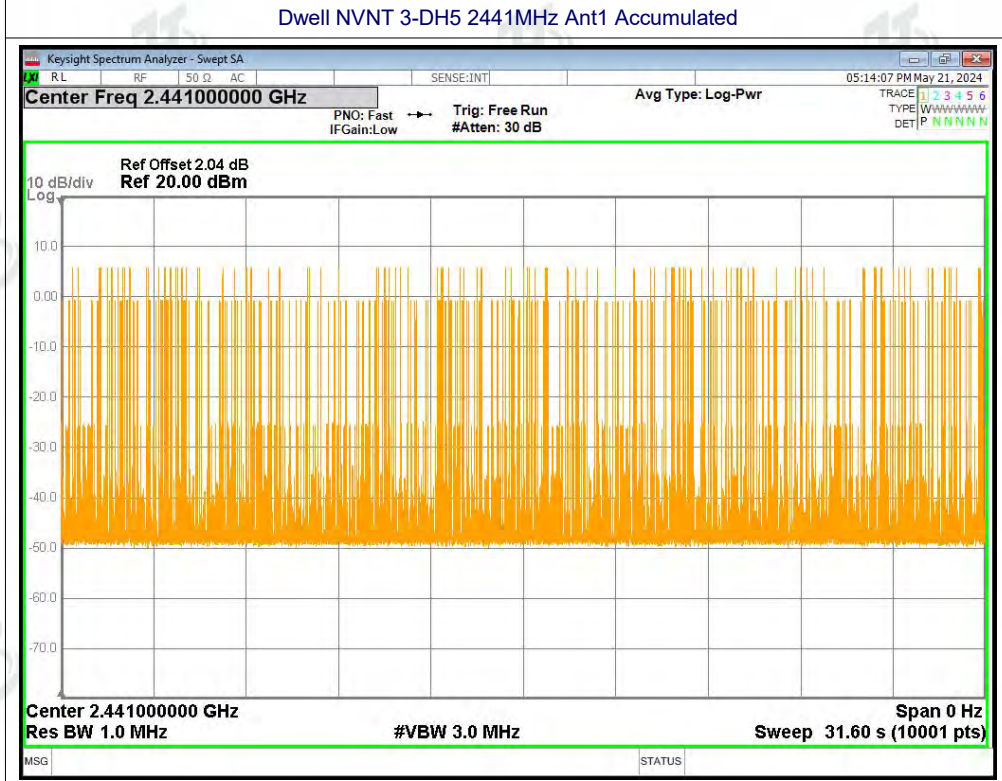 Dwell NVNT 3-DH5 2441MHz Ant1 Accumulated
Keysight Spectrum Analyzer - Swept SA
LXI RL RF 50 Ω AC SENSE:INT 05:14:07 PM May 21, 2024
Center Freq 2.441000000 GHz Avg Type: Log-Pwr TRACE 1 2 3 4 5 6
PNO: Fast Trig: Free Run TYPE WWWWWW
IFGain:Low #Atten: 30 dB DET P N N N N N
Ref Offset 2.04 dB
10 dB/div Ref 20.00 dBm
Log
10.0
0.00
-10.0
-20.0
-30.0
-40.0
-50.0
-60.0
-70.0
Center 2.441000000 GHz Span 0 Hz
Res BW 1.0 MHz #VBW 3.0 MHz Sweep 31.60 s (10001 pts)
MSG STATUS